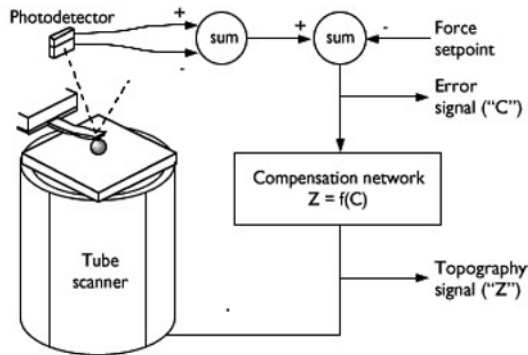 Photodetector
+
-
sum
+
sum
-
Force
setpoint
Error
signal ("C")
Compensation network
Z = f(C)
Tube
scanner
Topography
signal ("Z")